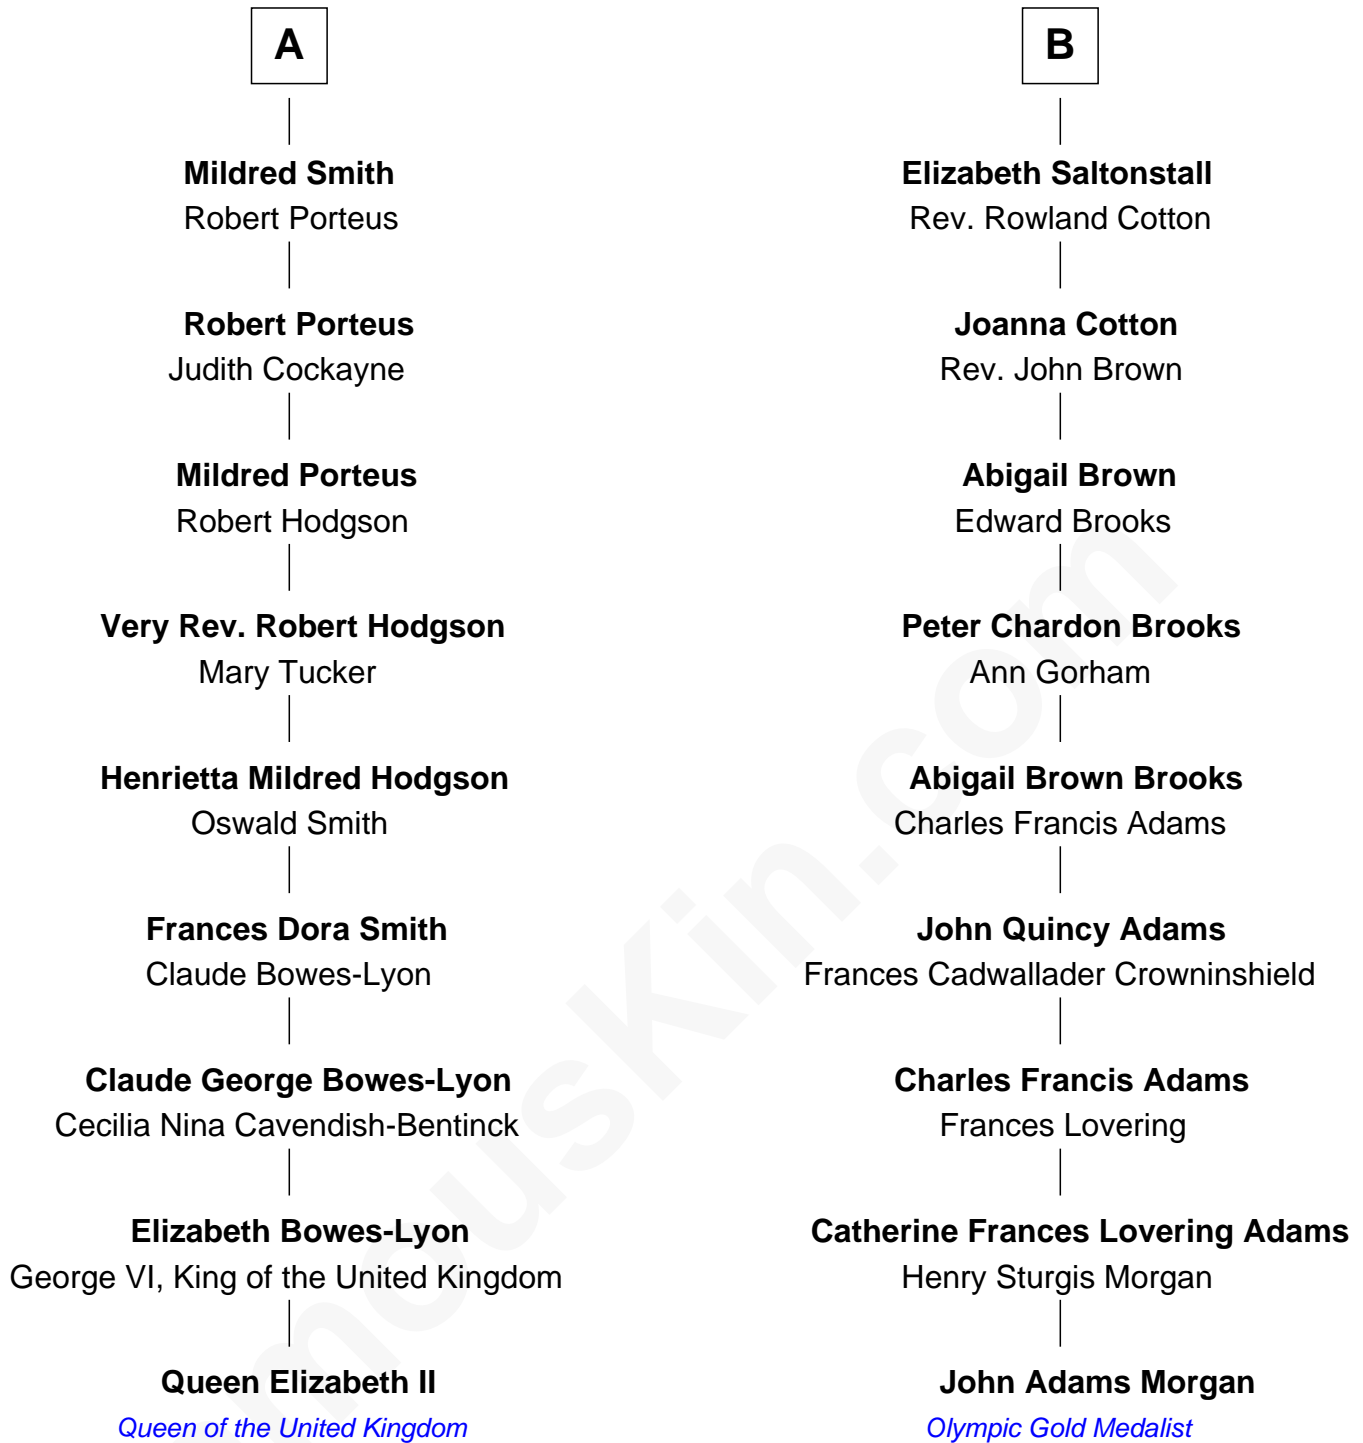 A
Mildred Smith
Robert Porteus
Robert Porteus
Judith Cockayne
Mildred Porteus
Robert Hodgson
Very Rev. Robert Hodgson
Mary Tucker
Henrietta Mildred Hodgson
Oswald Smith
Frances Dora Smith
Claude Bowes-Lyon
Claude George Bowes-Lyon
Cecilia Nina Cavendish-Bentinck
Elizabeth Bowes-Lyon
George VI, King of the United Kingdom
Queen Elizabeth II
Queen of the United Kingdom
B
Elizabeth Saltonstall
Rev. Rowland Cotton
Joanna Cotton
Rev. John Brown
Abigail Brown
Edward Brooks
Peter Chardon Brooks
Ann Gorham
Abigail Brown Brooks
Charles Francis Adams
John Quincy Adams
Frances Cadwallader Crowninshield
Charles Francis Adams
Frances Lovering
Catherine Frances Lovering Adams
Henry Sturgis Morgan
John Adams Morgan
Olympic Gold Medalist
mousKin.com